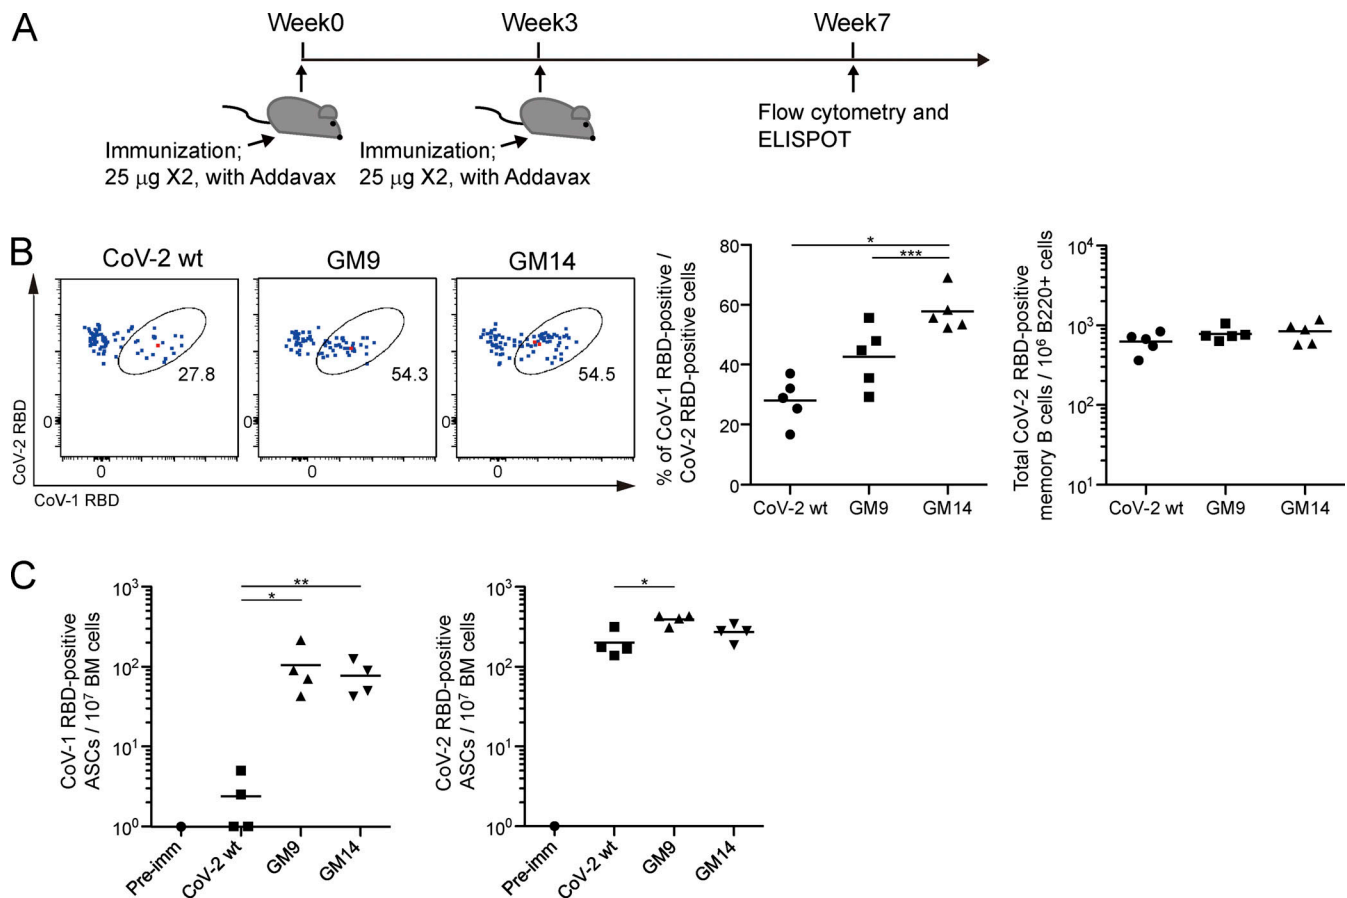 A
Week0
Week3
Week7
Immunization;
25 μg X2, with Addavax
Immunization;
25 μg X2, with Addavax
Flow cytometry and
ELISPOT
B
CoV-2 wt
GM9
GM14
27.8
54.3
54.5
CoV-2 RBD
0
0
0
0
0
0
CoV-1 RBD
% of CoV-1 RBD-positive /
CoV-2 RBD-positive cells
80
60
40
20
0
*
***
CoV-2 wt
GM9
GM14
Total CoV-2 RBD-positive
memory B cells / 10⁶ B220+ cells
10⁴
10³
10²
10¹
CoV-2 wt
GM9
GM14
C
CoV-1 RBD-positive
ASCs / 10⁷ BM cells
10³
10²
10¹
10⁰
**
*
Pre-imm
CoV-2 wt
GM9
GM14
CoV-2 RBD-positive
ASCs / 10⁷ BM cells
10³
10²
10¹
10⁰
*
Pre-imm
CoV-2 wt
GM9
GM14